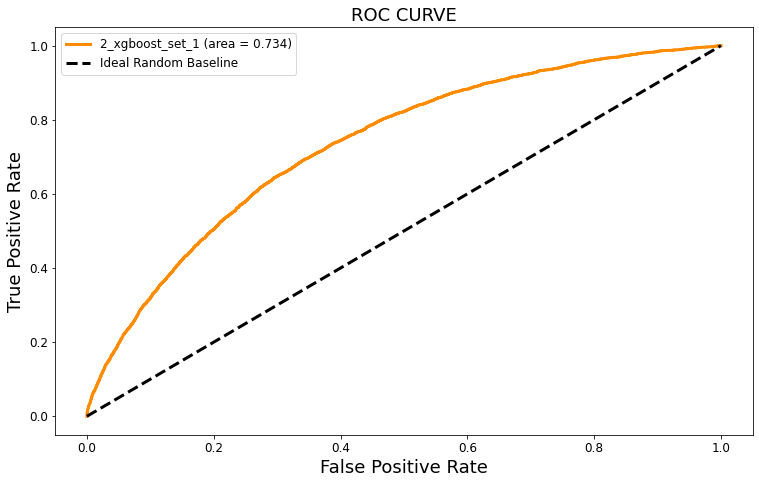 ROC CURVE
2_xgboost_set_1 (area = 0.734)
Ideal Random Baseline
True Positive Rate
1.0
0.8
0.6
0.4
0.2
0.0
0.0 0.2 0.4 0.6 0.8 1.0
False Positive Rate